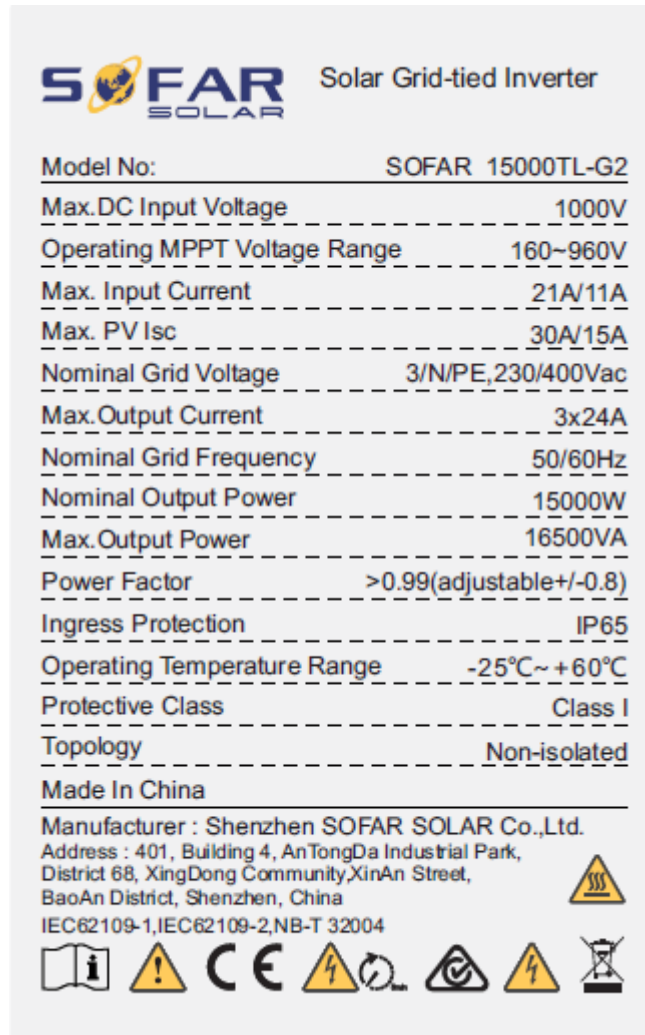 SOFAR
SOLAR
Solar Grid-tied Inverter
Model No: SOFAR 15000TL-G2
Max.DC Input Voltage 1000V
Operating MPPT Voltage Range 160~960V
Max. Input Current 21A/11A
Max. PV Isc 30A/15A
Nominal Grid Voltage 3/N/PE,230/400Vac
Max.Output Current 3x24A
Nominal Grid Frequency 50/60Hz
Nominal Output Power 15000W
Max.Output Power 16500VA
Power Factor >0.99(adjustable+/-0.8)
Ingress Protection IP65
Operating Temperature Range -25℃~+60℃
Protective Class Class I
Topology Non-isolated
Made In China
Manufacturer : Shenzhen SOFAR SOLAR Co.,Ltd.
Address : 401, Building 4, AnTongDa Industrial Park,
District 68, XingDong Community,XinAn Street,
BaoAn District, Shenzhen, China
IEC62109-1,IEC62109-2,NB-T 32004
CE